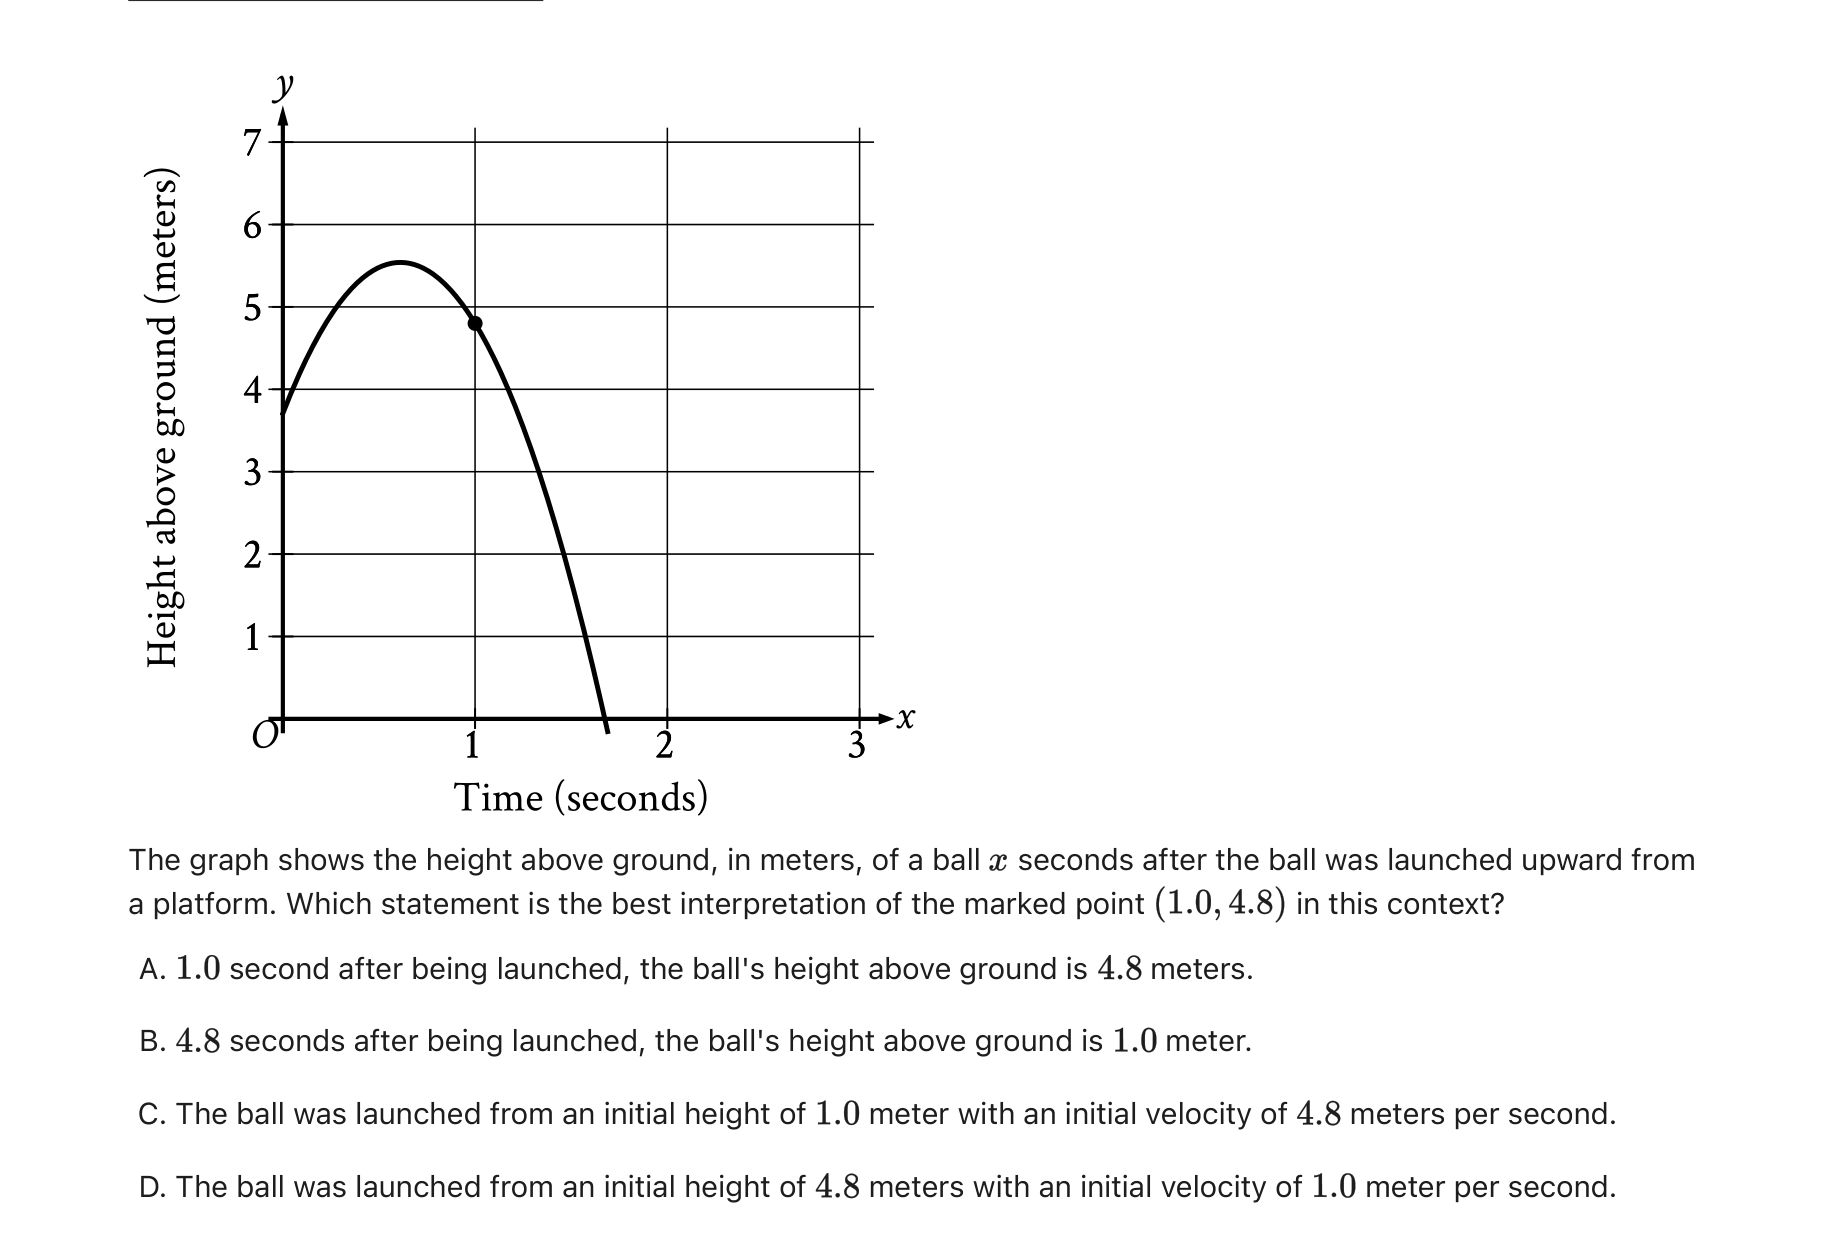 y
7
6
5
4
3
2
1
O
1 2 3
x
Height above ground (meters)
Time (seconds)
The graph shows the height above ground, in meters, of a ball x seconds after the ball was launched upward from
a platform. Which statement is the best interpretation of the marked point (1.0, 4.8) in this context?
A. 1.0 second after being launched, the ball's height above ground is 4.8 meters.
B. 4.8 seconds after being launched, the ball's height above ground is 1.0 meter.
C. The ball was launched from an initial height of 1.0 meter with an initial velocity of 4.8 meters per second.
D. The ball was launched from an initial height of 4.8 meters with an initial velocity of 1.0 meter per second.